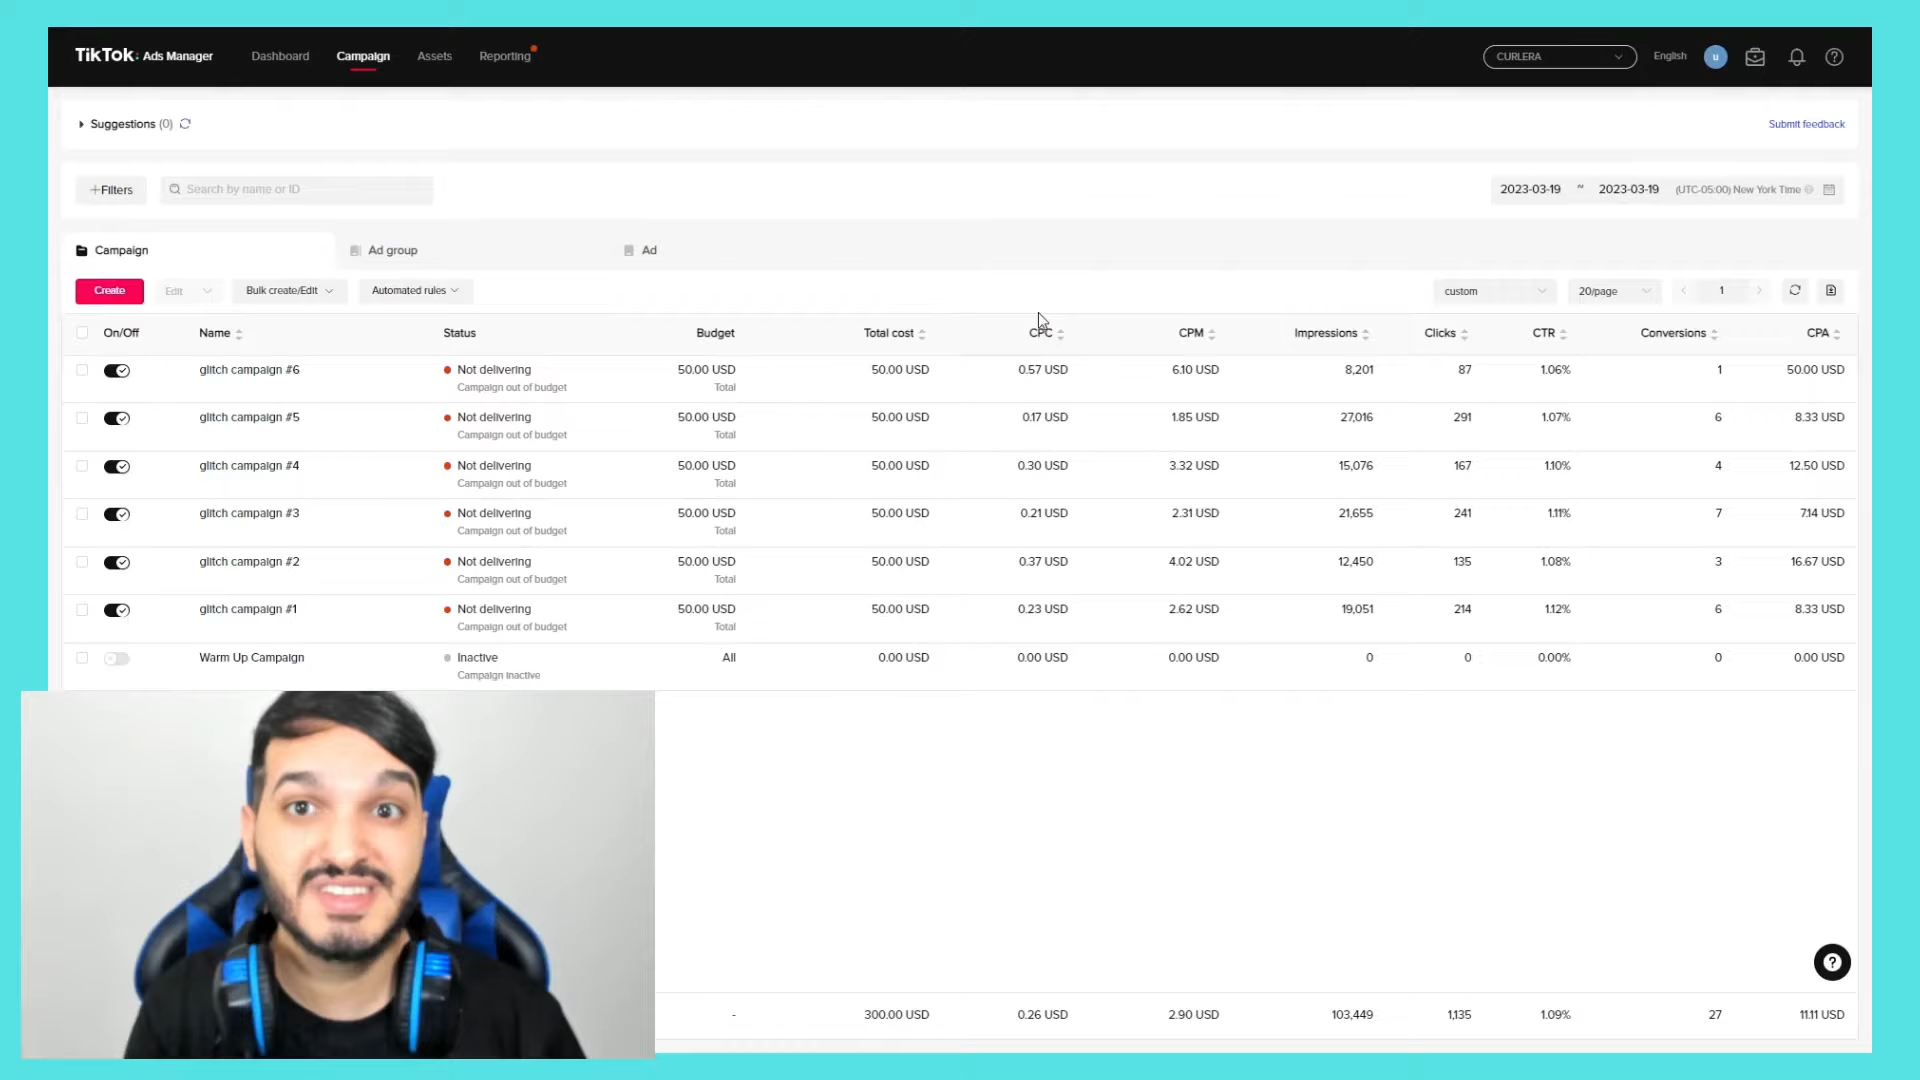 TikTok: Ads Manager Dashboard Campaign Assets Reporting CURLERA English u
Suggestions (0) Submit feedback
+Filters Search by name or ID 2023-03-19 ~ 2023-03-19 (UTC-05:00) New York Time
Campaign Ad group Ad
Create Edit Bulk create/Edit Automated rules custom 20/page 1
On/Off Name Status Budget Total cost CPC CPM Impressions Clicks CTR Conversions CPA
glitch campaign #6 Not delivering 50.00 USD 50.00 USD 0.57 USD 6.10 USD 8,201 87 1.06% 1 50.00 USD
Campaign out of budget Total
glitch campaign #5 Not delivering 50.00 USD 50.00 USD 0.17 USD 1.85 USD 27,016 291 1.07% 6 8.33 USD
Campaign out of budget Total
glitch campaign #4 Not delivering 50.00 USD 50.00 USD 0.30 USD 3.32 USD 15,076 167 1.10% 4 12.50 USD
Campaign out of budget Total
glitch campaign #3 Not delivering 50.00 USD 50.00 USD 0.21 USD 2.31 USD 21,655 241 1.11% 7 7.14 USD
Campaign out of budget Total
glitch campaign #2 Not delivering 50.00 USD 50.00 USD 0.37 USD 4.02 USD 12,450 135 1.08% 3 16.67 USD
Campaign out of budget Total
glitch campaign #1 Not delivering 50.00 USD 50.00 USD 0.23 USD 2.62 USD 19,051 214 1.12% 6 8.33 USD
Campaign out of budget Total
Warm Up Campaign Inactive All 0.00 USD 0.00 USD 0.00 USD 0 0 0.00% 0 0.00 USD
Campaign inactive
- 300.00 USD 0.26 USD 2.90 USD 103,449 1,135 1.09% 27 11.11 USD